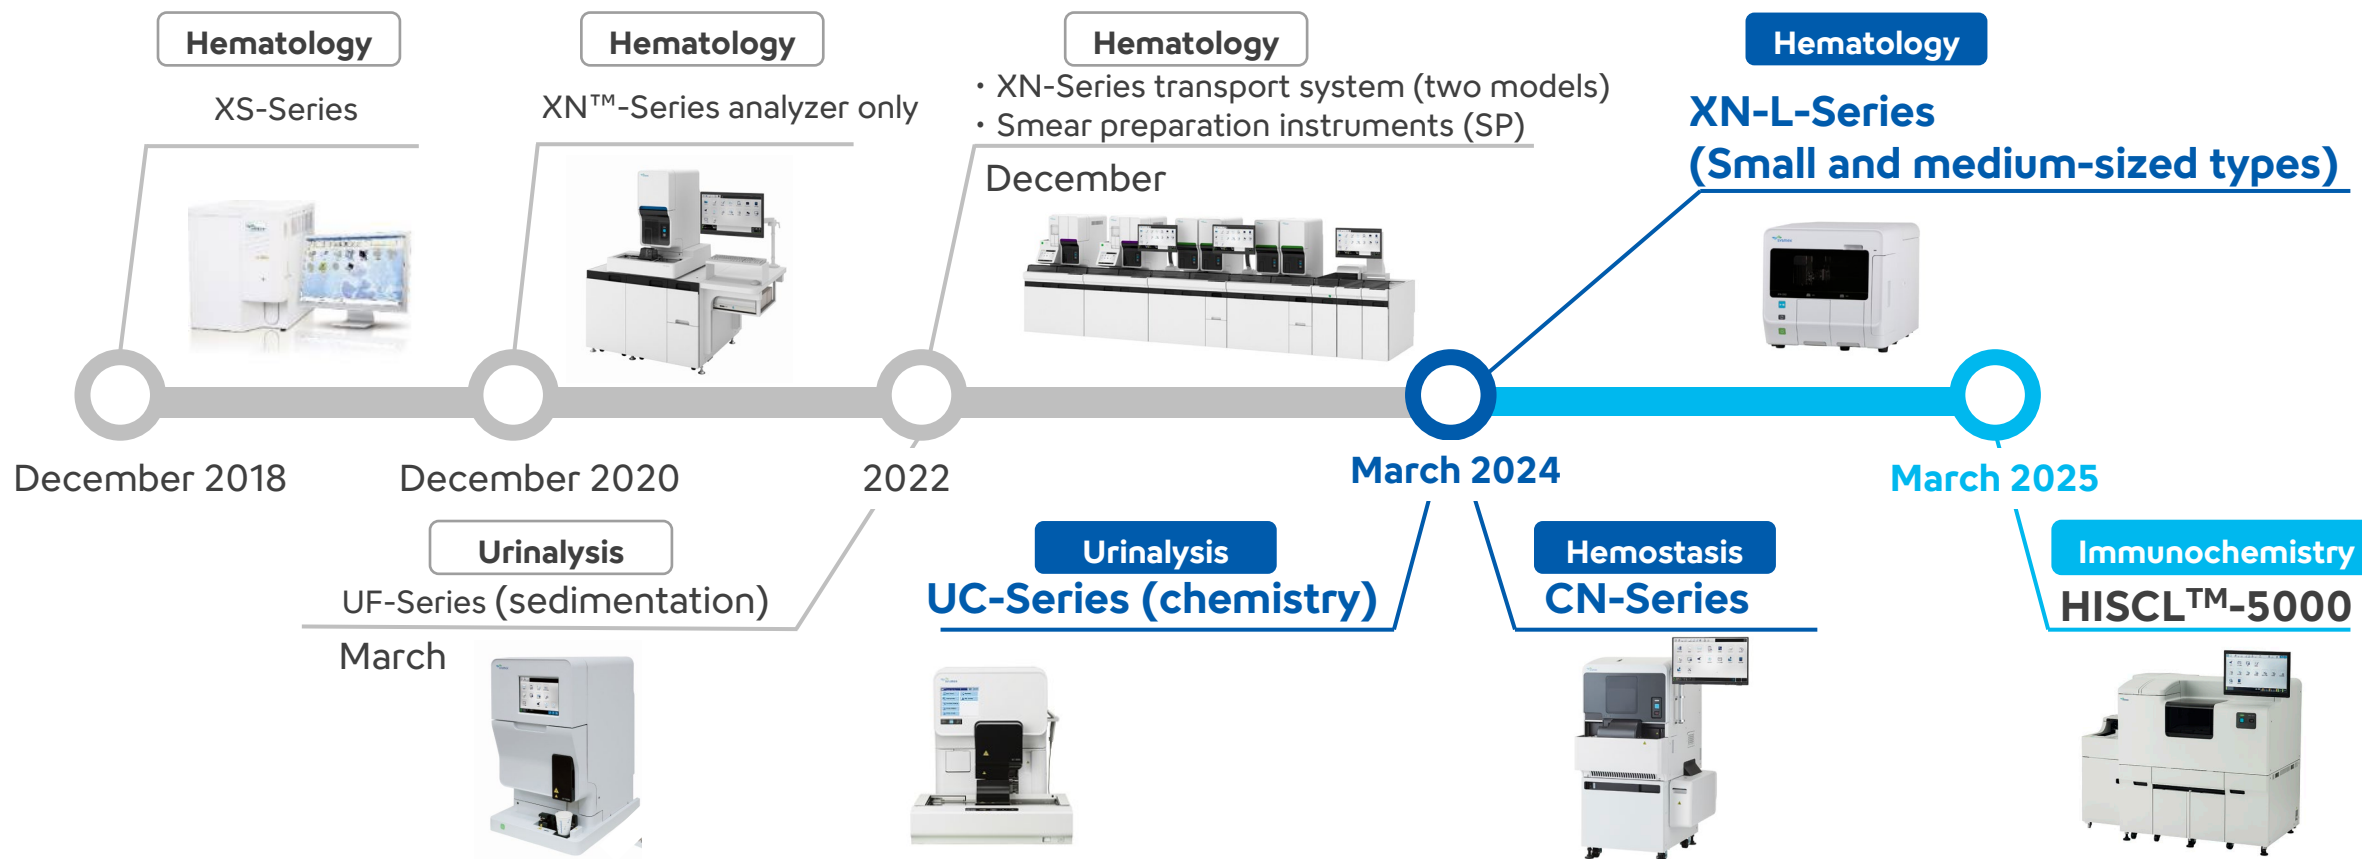 Hematology
XS-Series
Hematology
XN™-Series analyzer only
Hematology
・XN-Series transport system (two models)
・Smear preparation instruments (SP)
December
Hematology
XN-L-Series
(Small and medium-sized types)
December 2018
December 2020
2022
March 2024
March 2025
Urinalysis
UF-Series (sedimentation)
March
Urinalysis
UC-Series (chemistry)
Hemostasis
CN-Series
Immunochemistry
HISCL™-5000